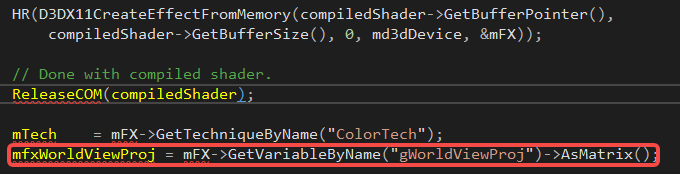 HR(D3DX11CreateEffectFromMemory(compiledShader->GetBufferPointer(),
compiledShader->GetBufferSize(), 0, md3dDevice, &mFX));
// Done with compiled shader.
ReleaseCOM(compiledShader);
mTech = mFX->GetTechniqueByName("ColorTech");
mfxWorldViewProj = mFX->GetVariableByName("gWorldViewProj")->AsMatrix();